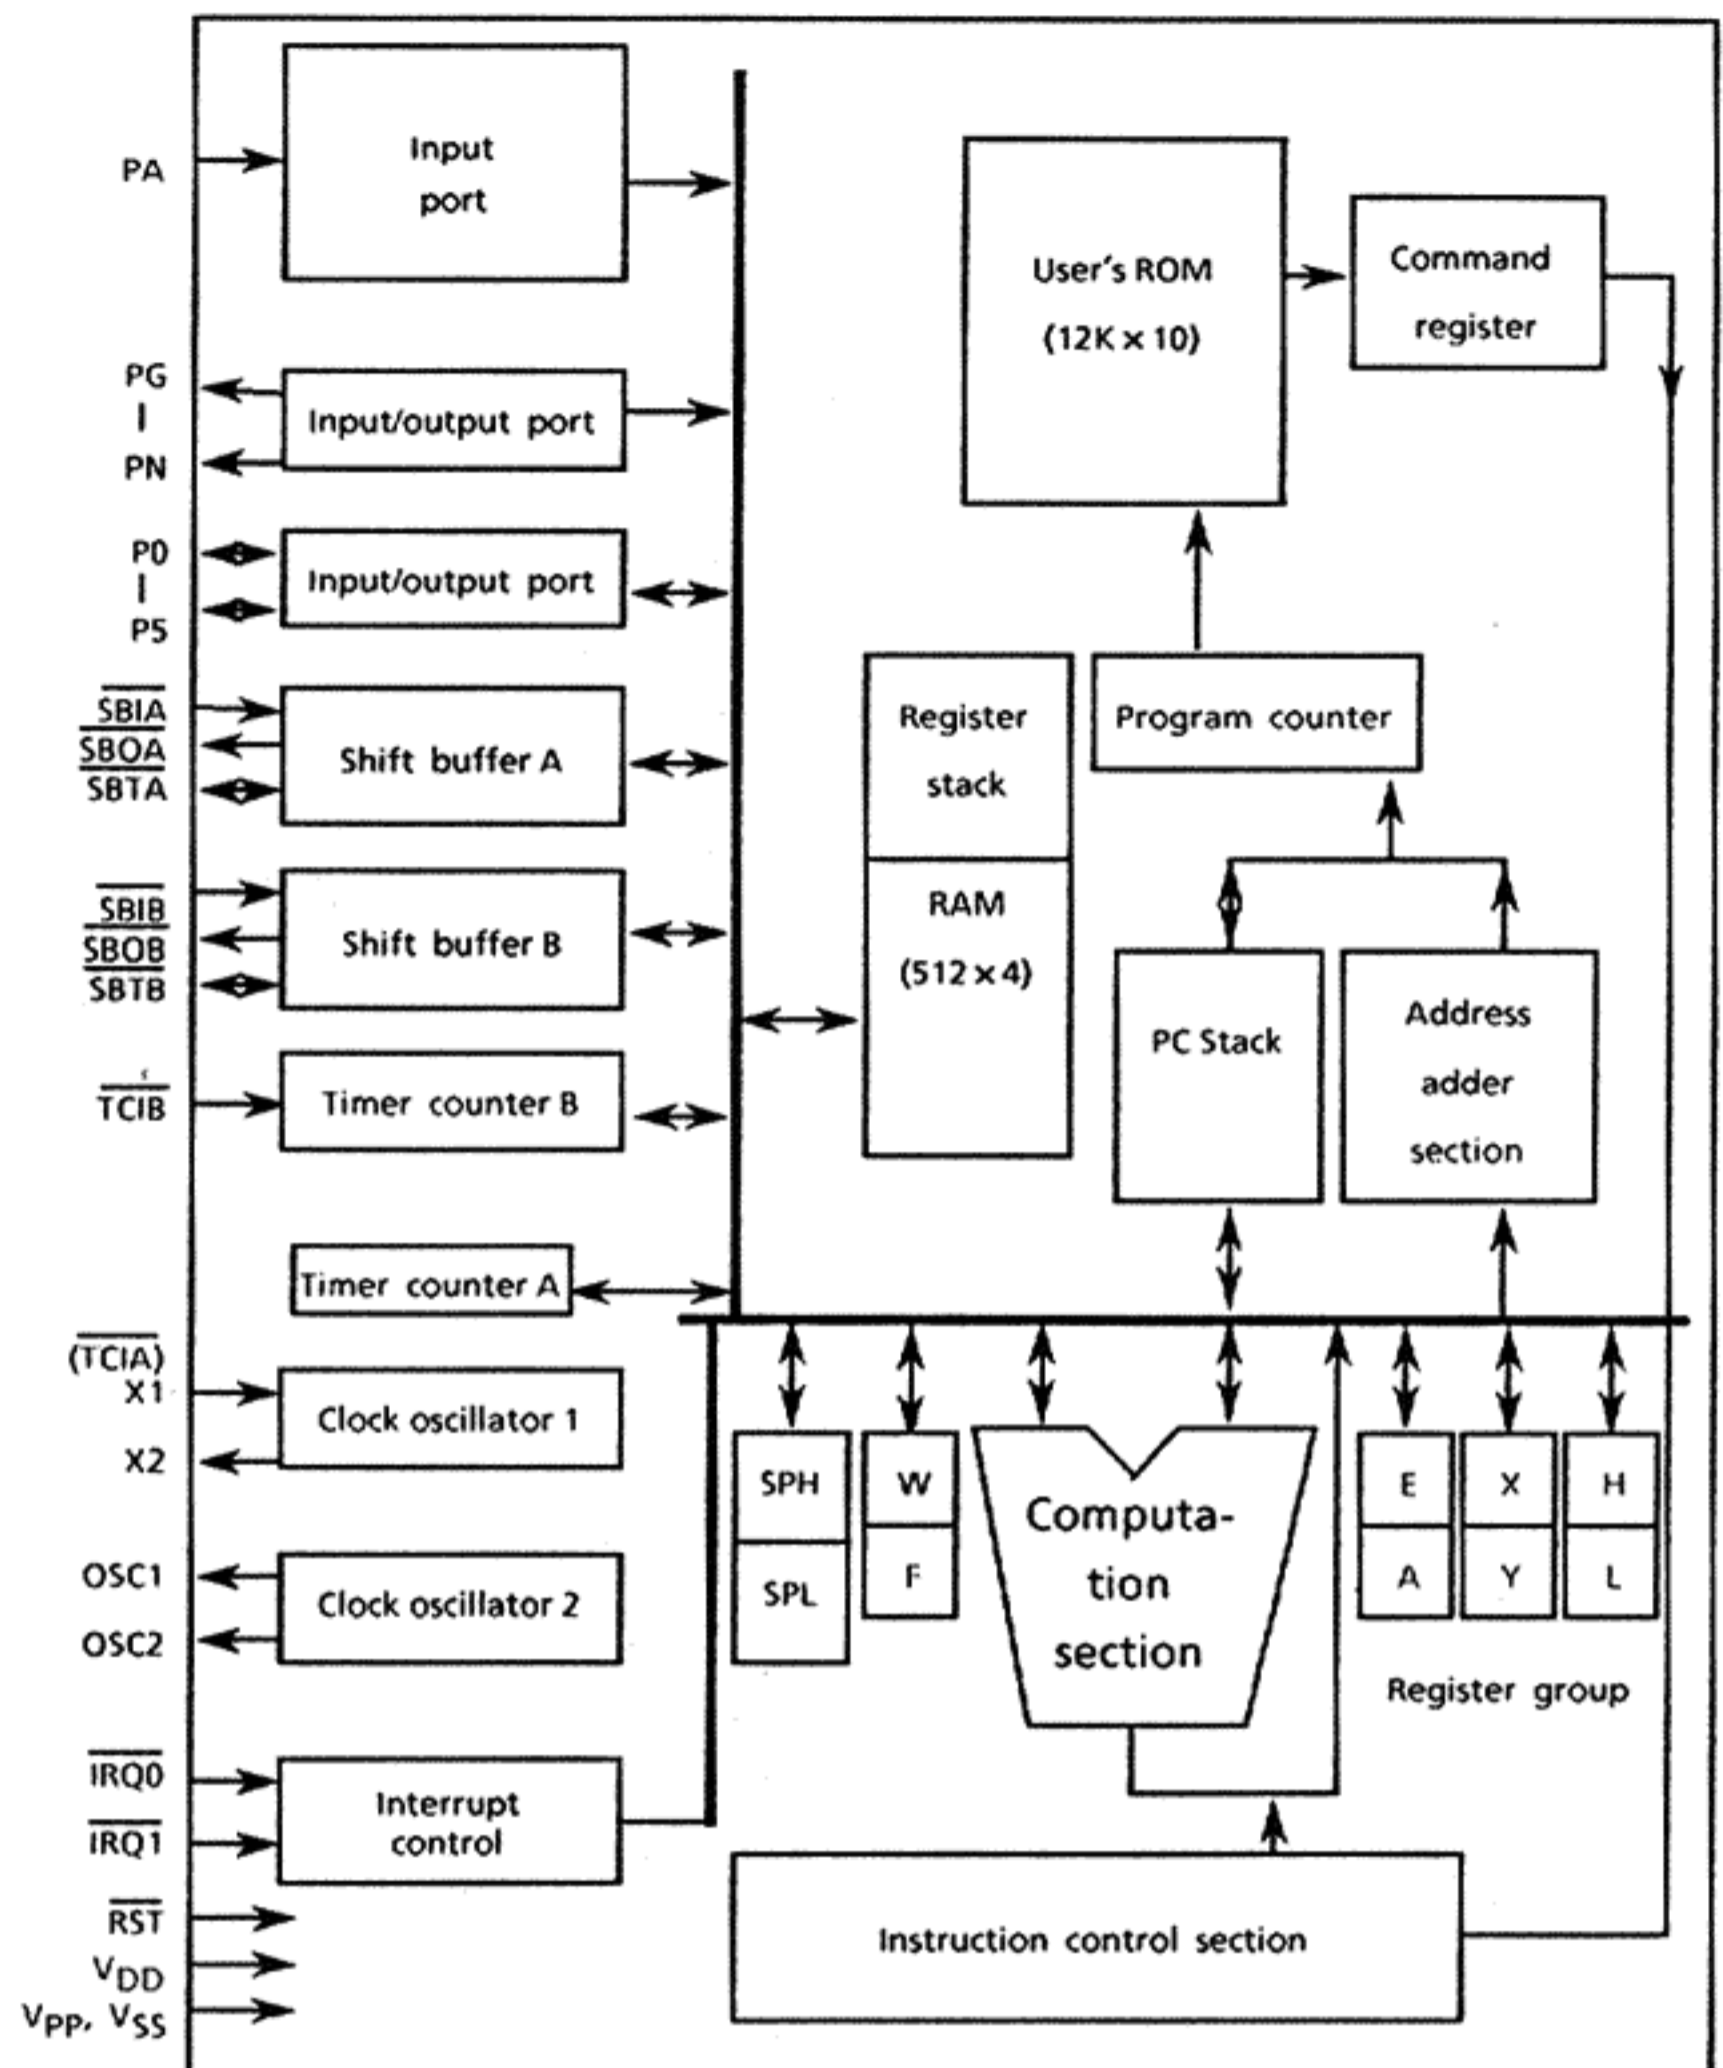 PA
Input
port
PG
I
PN
Input/output port
P0
I
P5
Input/output port
SBIA
SBOA
SBTA
Shift buffer A
SBIB
SBOB
SBTB
Shift buffer B
TCIB
Timer counter B
Timer counter A
(TCIA)
X1
X2
Clock oscillator 1
OSC1
OSC2
Clock oscillator 2
IRQ0
IRQ1
Interrupt
control
RST
VDD
VPP, VSS
User's ROM
(12K x 10)
Command
register
Register
stack
RAM
(512 x 4)
Program counter
PC Stack
Address
adder
section
SPH
SPL
W
F
Computa-
tion
section
E
A
X
Y
H
L
Register group
Instruction control section